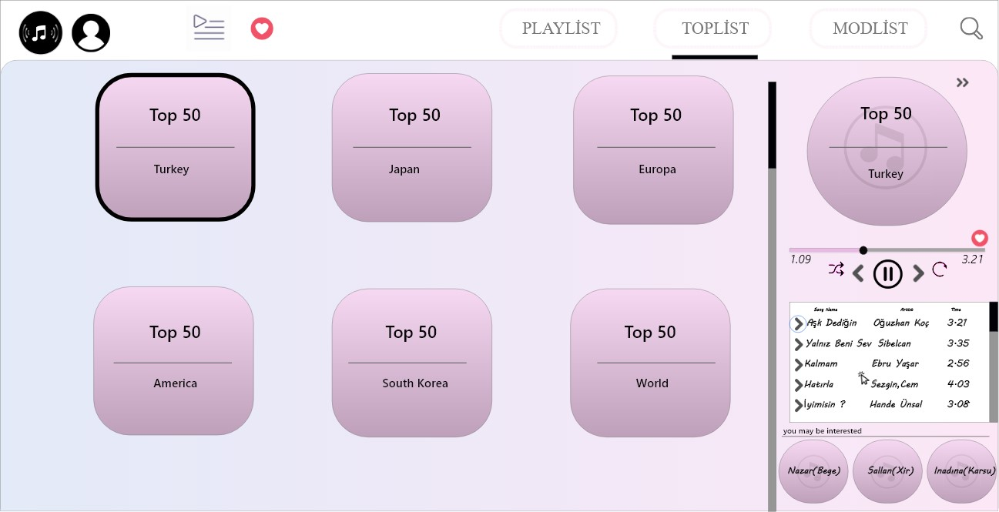 PLAYLİST TOPLİST MODLİST
Top 50
Turkey
Top 50
Japan
Top 50
Europa
Top 50
America
Top 50
South Korea
Top 50
World
Top 50
Turkey
1.09 3.21
Song Name Artist Time
Aşk Dediğin Oğuzhan Koç 3.21
Yalnız Beni Sev Sibelcan 3.35
Kalmam Ebru Yaşar 2.56
Hatırla Sezgin,Cem 4.03
İyimisin ? Hande Ünsal 3.08
you may be interested
Nazar(Bege) Sallan(Xir) Inadına(Karsu)